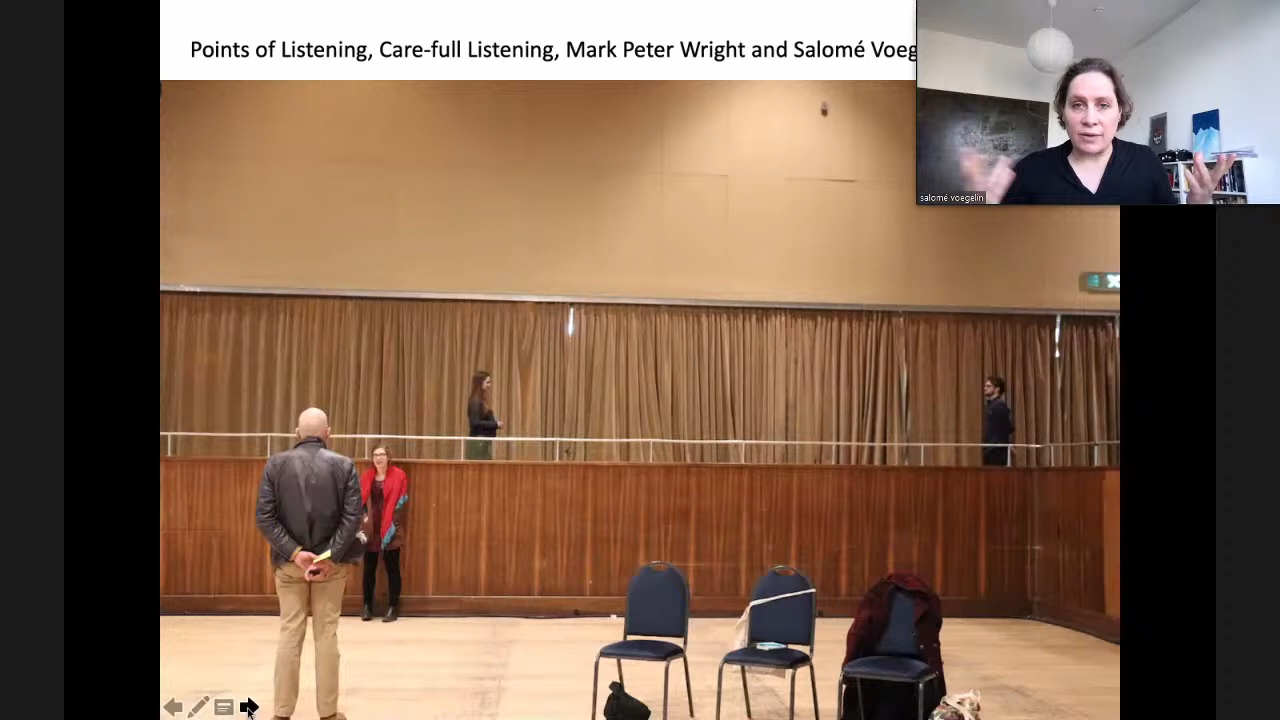 Points of Listening, Care-full Listening, Mark Peter Wright and Salomé Voeg
salomé voegelin